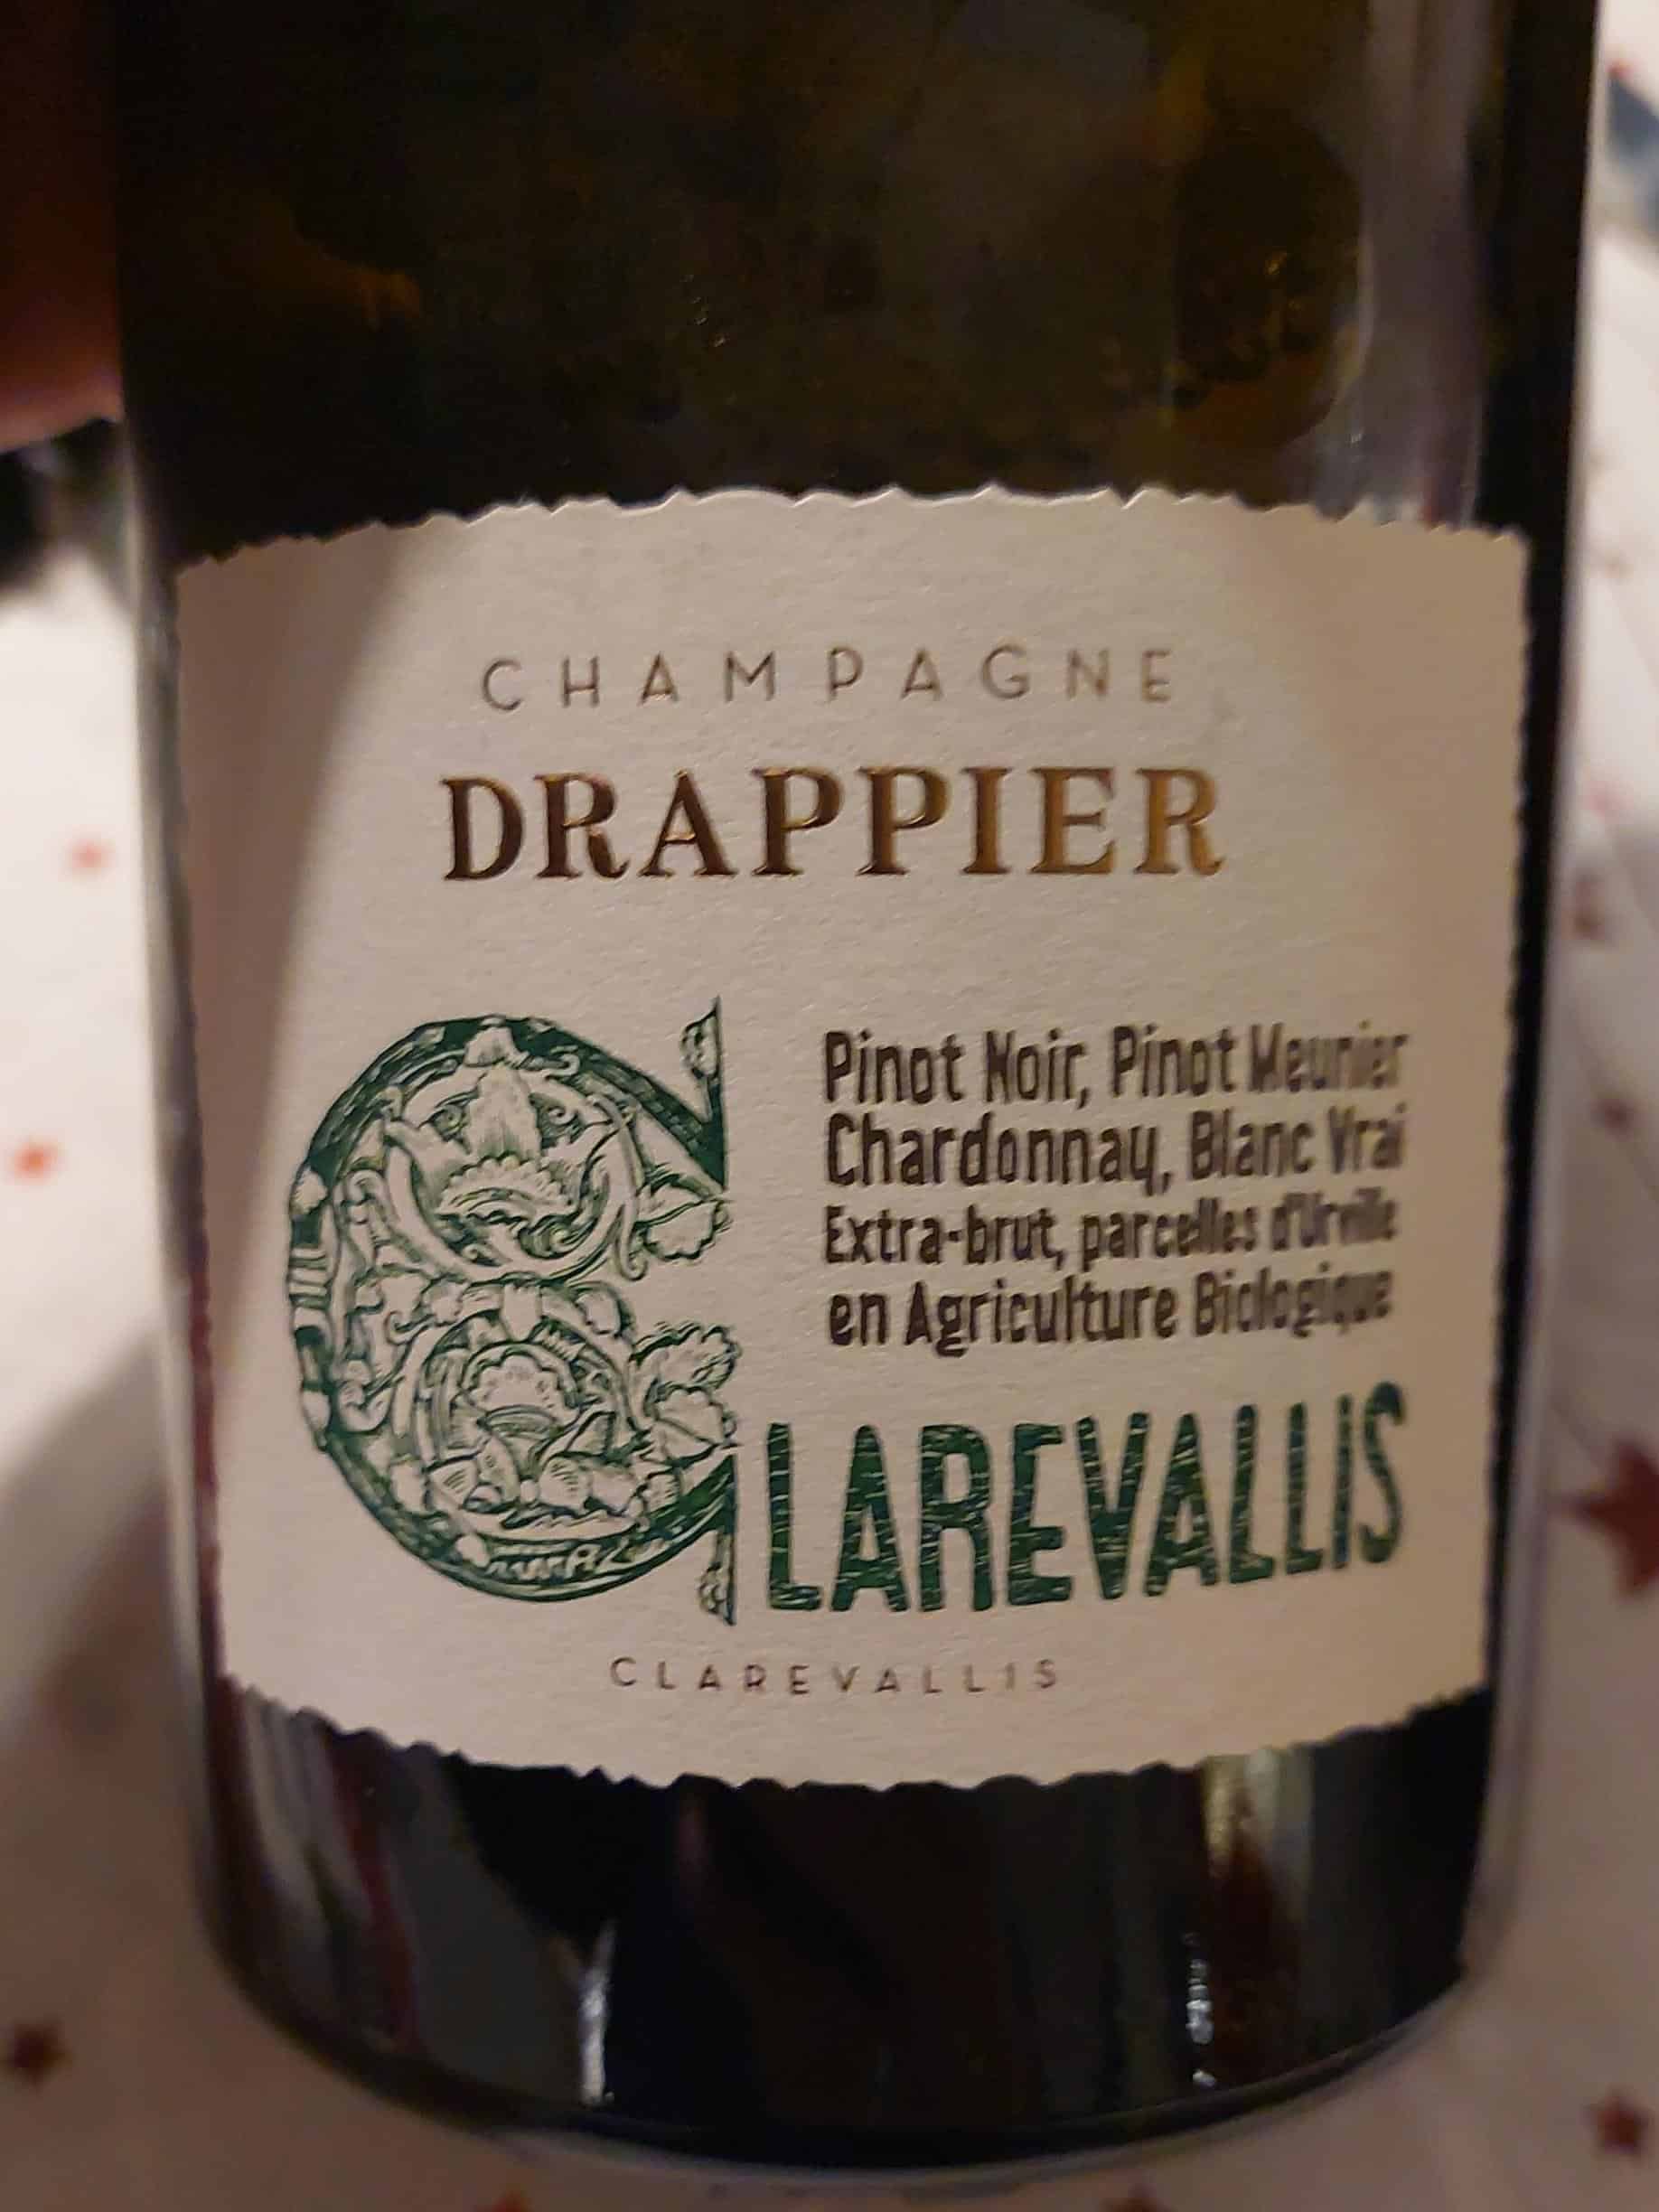 CHAMPAGNE
DRAPPIER
Pinot Noir, Pinot Meunier
Chardonnay, Blanc Vrai
Extra-brut, parcelles d'Urville
en Agriculture Biologique
CLAREVALLIS
CLAREVALLIS